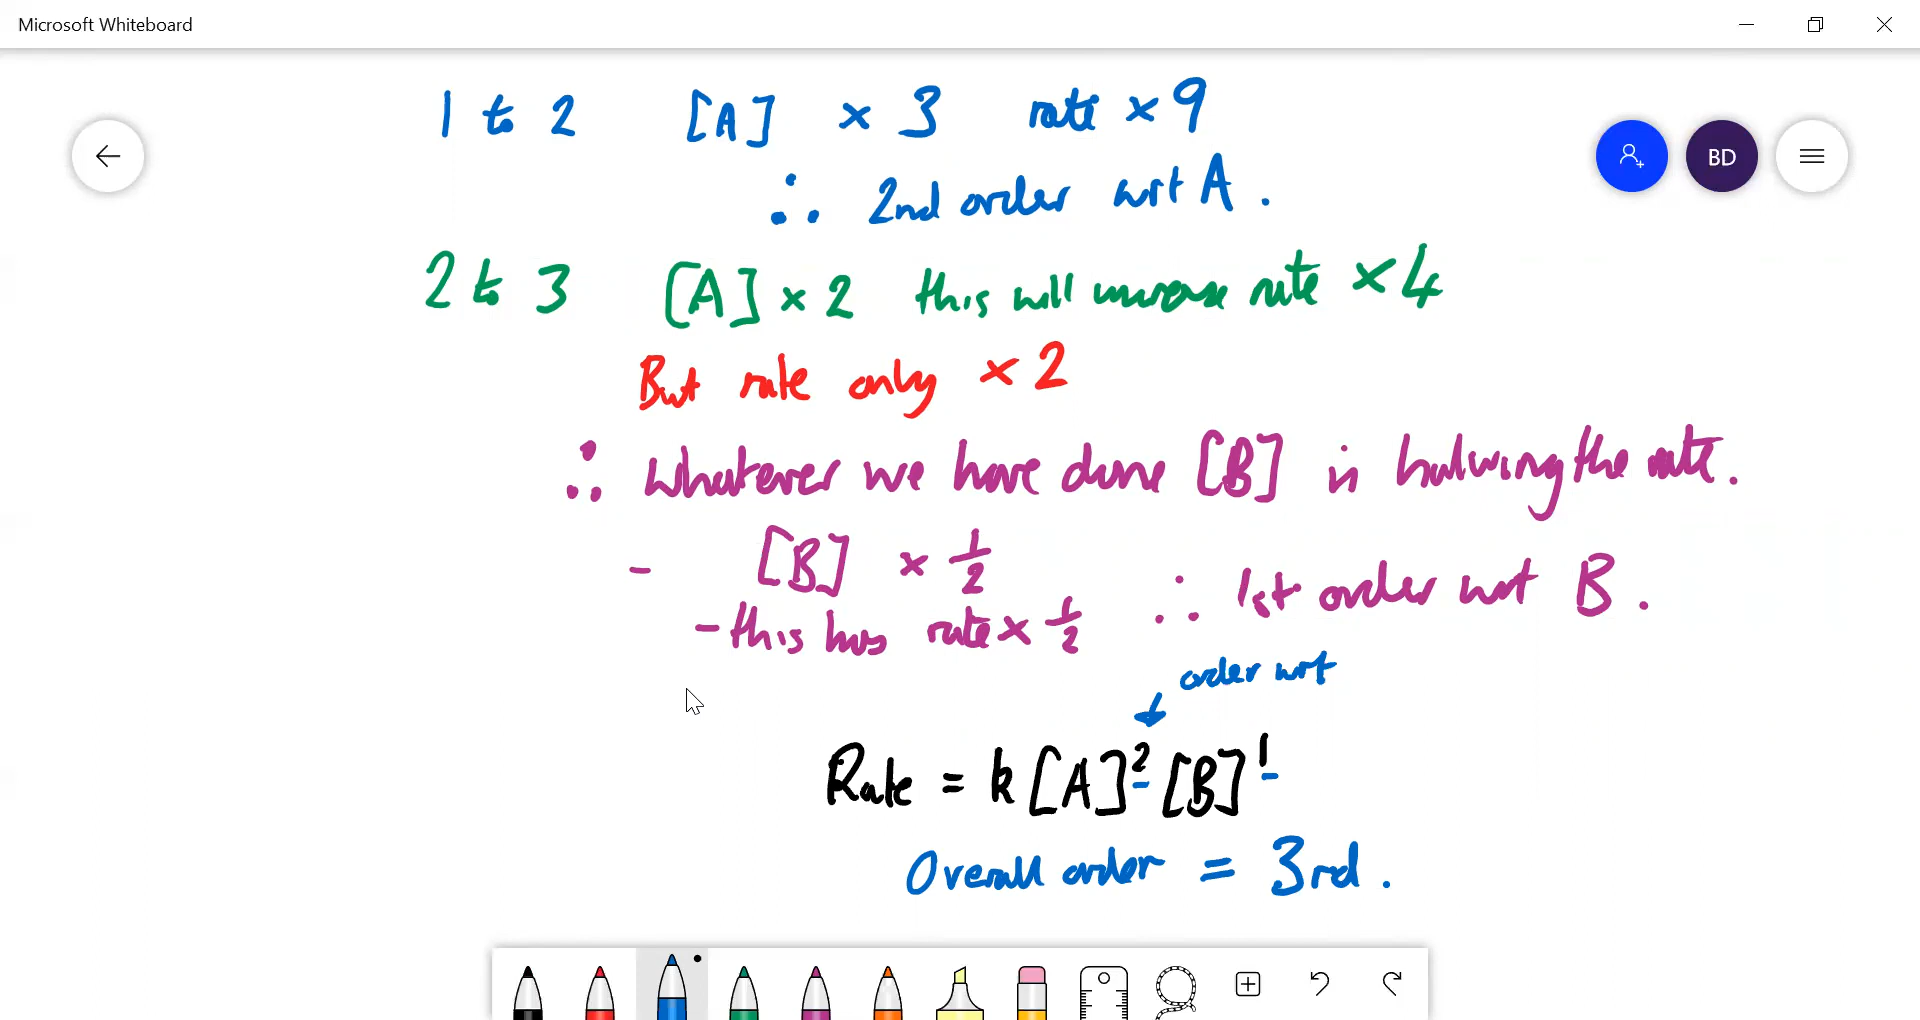 Microsoft Whiteboard
1 to 2 [A] × 3 rate × 9
∴ 2nd order wrt A.
BD
2 to 3 [A] × 2 this will increase rate × 4
But rate only × 2
∴ whatever we have done [B] is halving the rate.
- [B] × 1/2
- this has rate × 1/2 ∴ 1st order wrt B.
order wrt
Rate = k[A]² [B]¹
Overall order = 3rd.